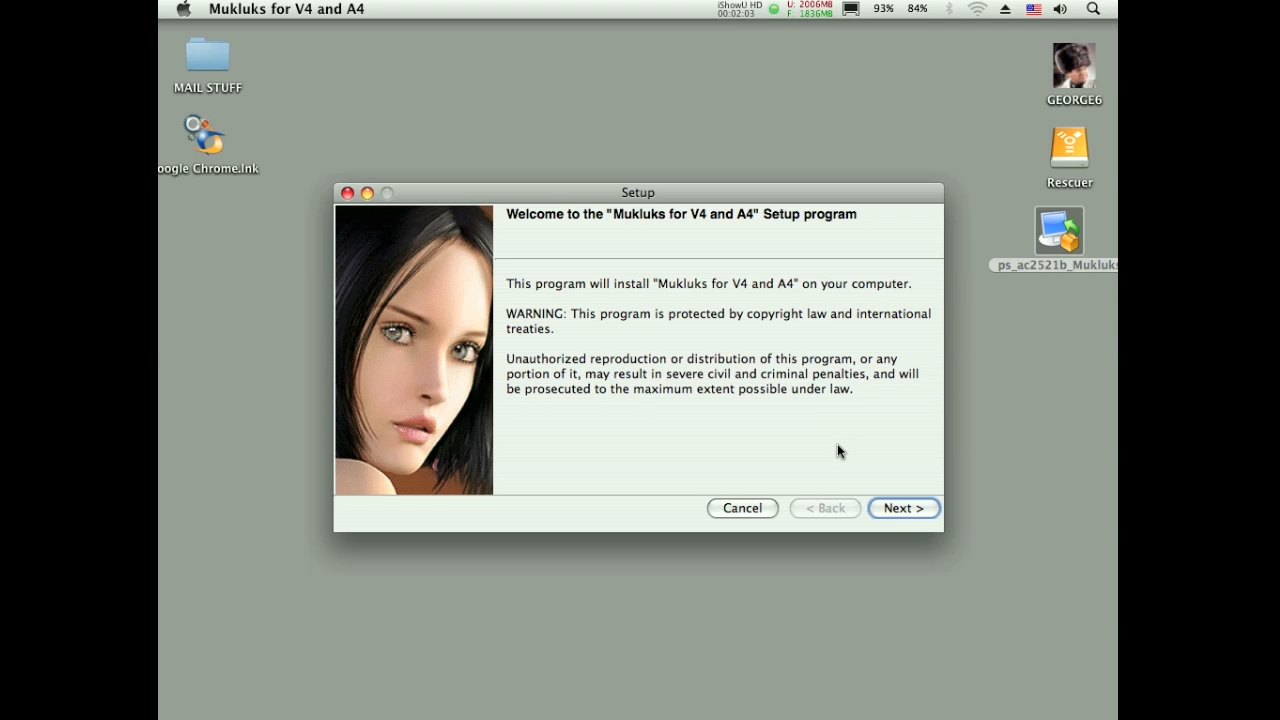 Mukluks for V4 and A4
iShowU HD
00:02:03
U: 2006MB
F: 1836MB
93%
84%
MAIL STUFF
oogle Chrome.lnk
GEORGE6
Rescuer
ps_ac2521b_Mukluks
Setup
Welcome to the "Mukluks for V4 and A4" Setup program
This program will install "Mukluks for V4 and A4" on your computer.
WARNING: This program is protected by copyright law and international
treaties.
Unauthorized reproduction or distribution of this program, or any
portion of it, may result in severe civil and criminal penalties, and will
be prosecuted to the maximum extent possible under law.
Cancel
< Back
Next >